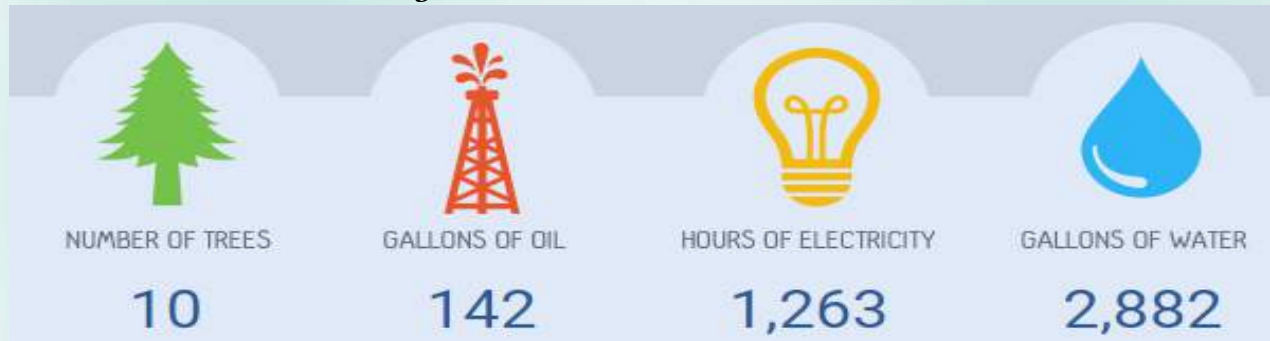 NUMBER OF TREES
GALLONS OF OIL
HOURS OF ELECTRICITY
GALLONS OF WATER
10
142
1,263
2,882